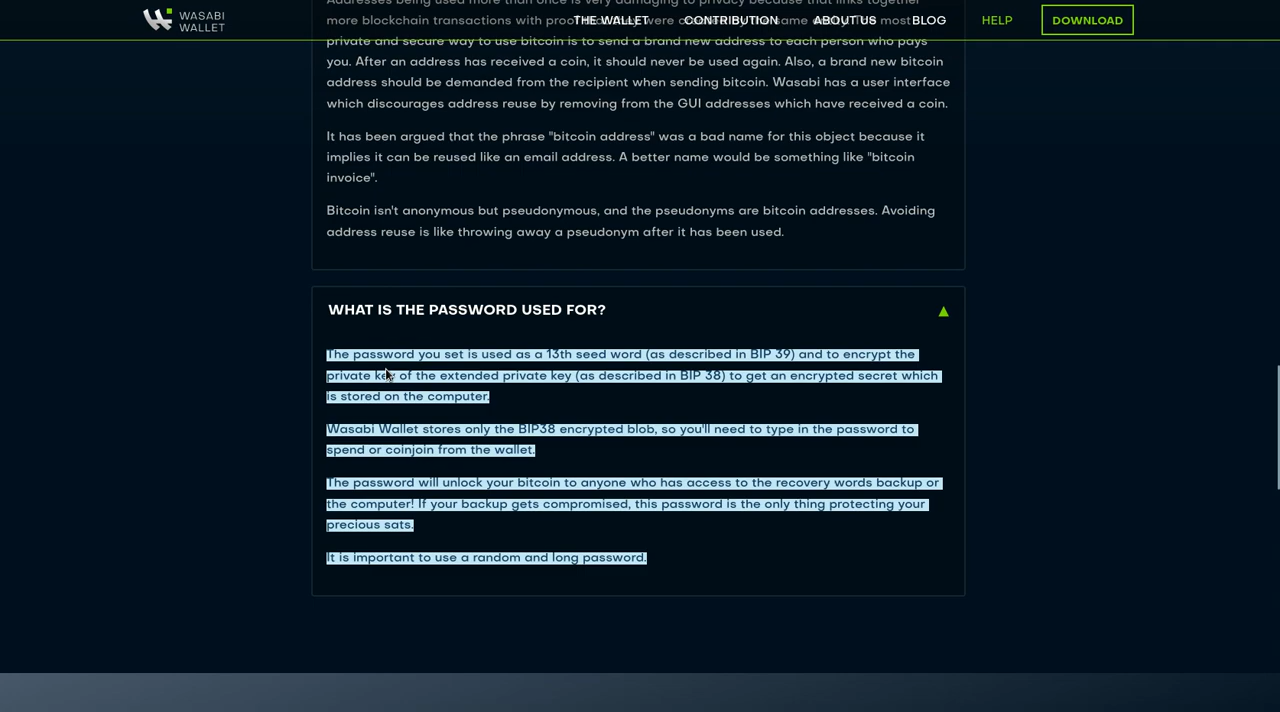 WASABI
WALLET
THE WALLET
CONTRIBUTION
ABOUT US
BLOG
HELP
DOWNLOAD
Addresses being used more than once is very damaging to privacy because that links together
more blockchain transactions with were same most
private and secure way to use bitcoin is to send a brand new address to each person who pays
you. After an address has received a coin, it should never be used again. Also, a brand new bitcoin
address should be demanded from the recipient when sending bitcoin. Wasabi has a user interface
which discourages address reuse by removing from the GUI addresses which have received a coin.
It has been argued that the phrase "bitcoin address" was a bad name for this object because it
implies it can be reused like an email address. A better name would be something like "bitcoin
invoice".
Bitcoin isn't anonymous but pseudonymous, and the pseudonyms are bitcoin addresses. Avoiding
address reuse is like throwing away a pseudonym after it has been used.
WHAT IS THE PASSWORD USED FOR?
The password you set is used as a 13th seed word (as described in BIP 39) and to encrypt the
private key of the extended private key (as described in BIP 38) to get an encrypted secret which
is stored on the computer.
Wasabi Wallet stores only the BIP38 encrypted blob, so you'll need to type in the password to
spend or coinjoin from the wallet.
The password will unlock your bitcoin to anyone who has access to the recovery words backup or
the computer! If your backup gets compromised, this password is the only thing protecting your
precious sats.
It is important to use a random and long password.